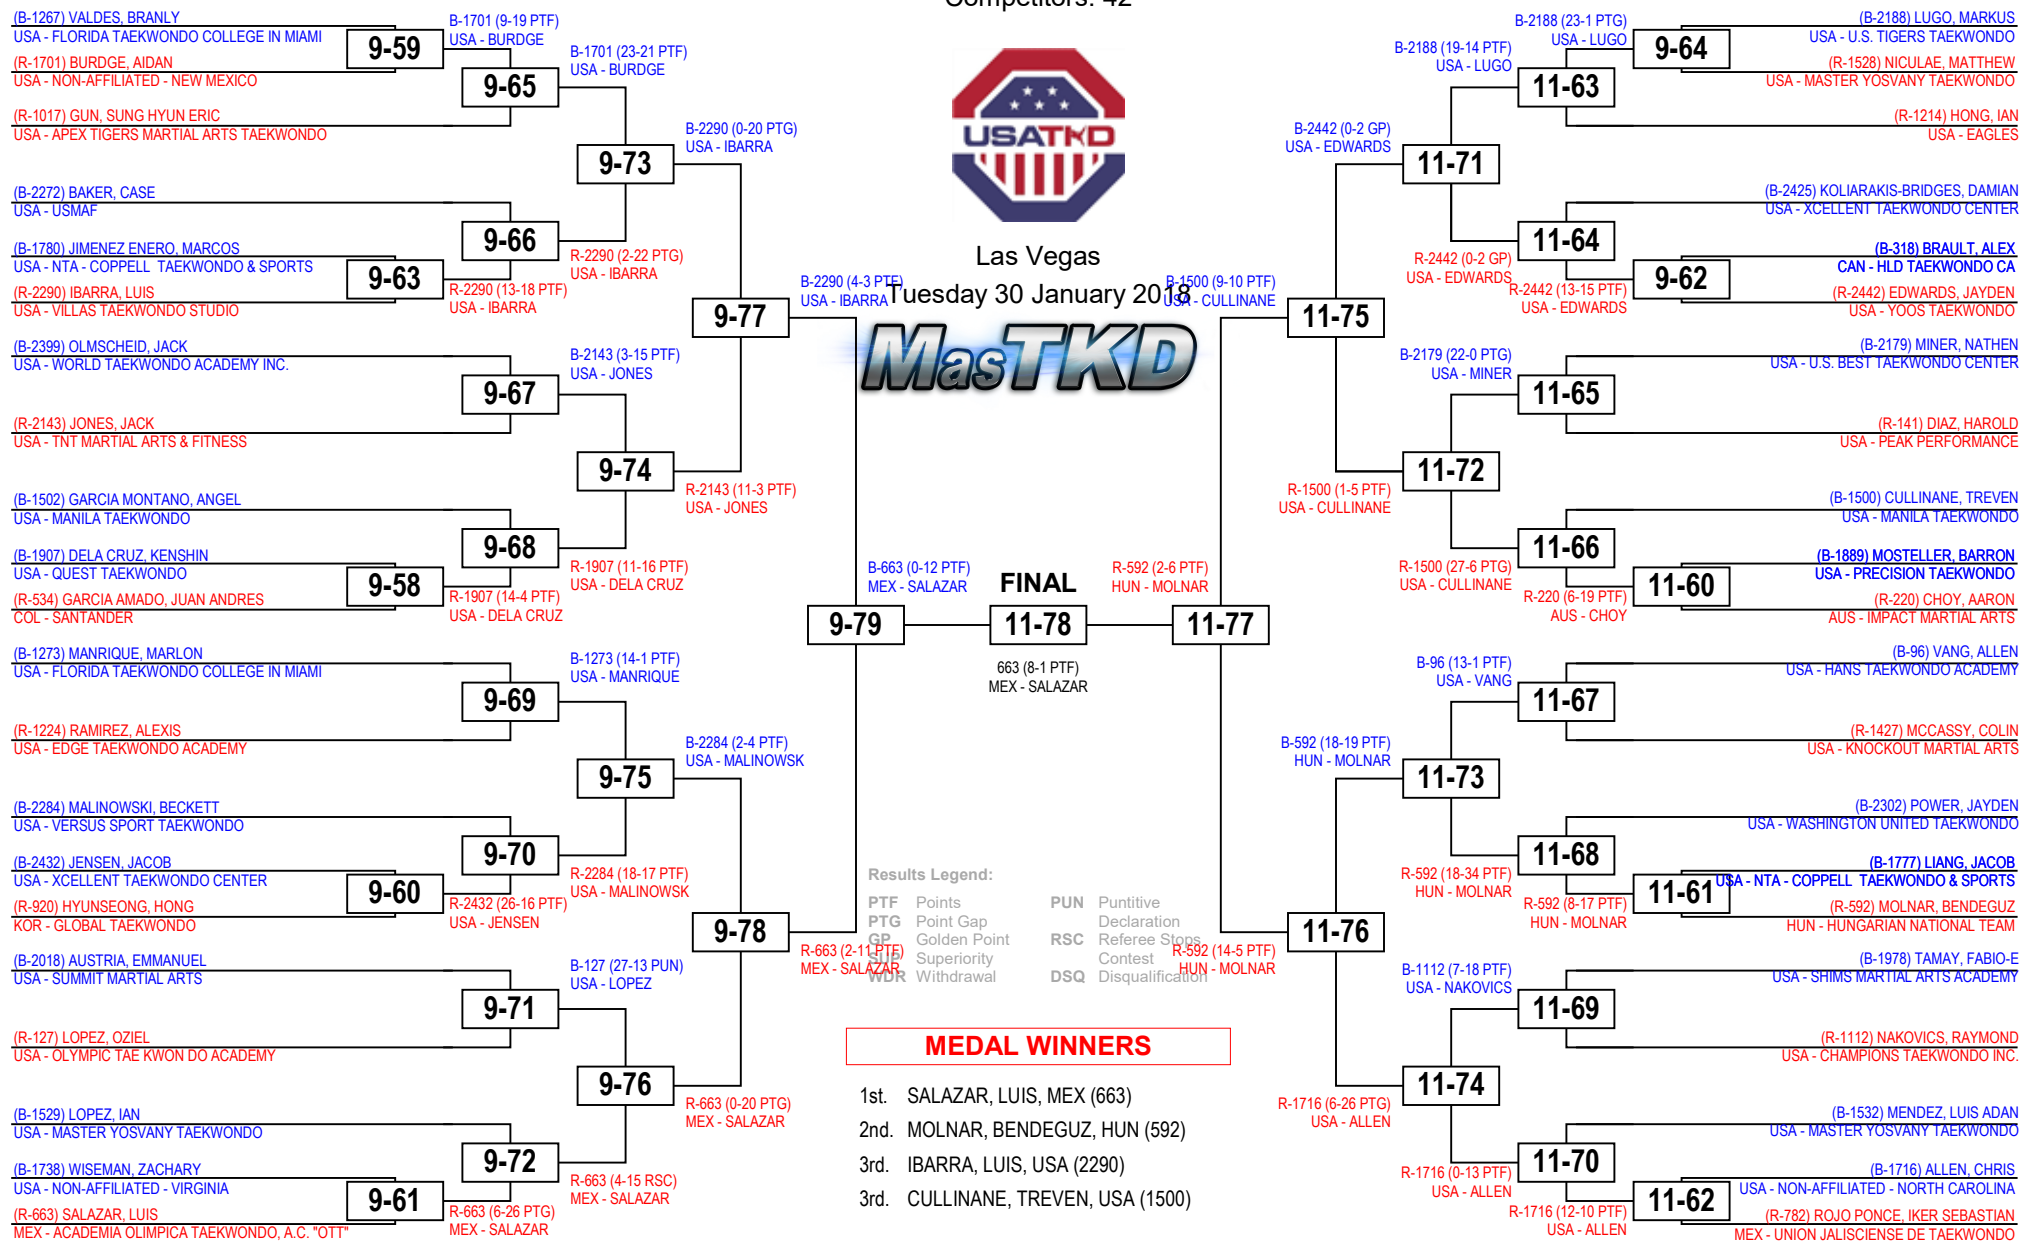 Competitors: 42
(B-1267) VALDES, BRANLY
USA - FLORIDA TAEKWONDO COLLEGE IN MIAMI
9-59
(R-1701) BURDGE, AIDAN
USA - NON-AFFILIATED - NEW MEXICO
B-1701 (9-19 PTF)
USA - BURDGE
9-65
(R-1017) GUN, SUNG HYUN ERIC
USA - APEX TIGERS MARTIAL ARTS TAEKWONDO
B-1701 (23-21 PTF)
USA - BURDGE
9-73
(B-2272) BAKER, CASE
USA - USMAF
9-66
(B-1780) JIMENEZ ENERO, MARCOS
USA - NTA - COPPELL TAEKWONDO & SPORTS
9-63
(R-2290) IBARRA, LUIS
USA - VILLAS TAEKWONDO STUDIO
R-2290 (13-18 PTF)
USA - IBARRA
R-2290 (2-22 PTG)
USA - IBARRA
B-2290 (0-20 PTG)
USA - IBARRA
9-77
(B-2399) OLMSCHEID, JACK
USA - WORLD TAEKWONDO ACADEMY INC.
9-67
(R-2143) JONES, JACK
USA - TNT MARTIAL ARTS & FITNESS
B-2143 (3-15 PTF)
USA - JONES
9-74
(B-1502) GARCIA MONTANO, ANGEL
USA - MANILA TAEKWONDO
9-68
(B-1907) DELA CRUZ, KENSHIN
USA - QUEST TAEKWONDO
9-58
(R-534) GARCIA AMADO, JUAN ANDRES
COL - SANTANDER
R-1907 (14-4 PTF)
USA - DELA CRUZ
R-1907 (11-16 PTF)
USA - DELA CRUZ
R-2143 (11-3 PTF)
USA - JONES
B-2290 (4-3 PTF)
USA - IBARRA
9-79
(B-1273) MANRIQUE, MARLON
USA - FLORIDA TAEKWONDO COLLEGE IN MIAMI
9-69
(R-1224) RAMIREZ, ALEXIS
USA - EDGE TAEKWONDO ACADEMY
B-1273 (14-1 PTF)
USA - MANRIQUE
9-75
(B-2284) MALINOWSKI, BECKETT
USA - VERSUS SPORT TAEKWONDO
9-70
(B-2432) JENSEN, JACOB
USA - XCELLENT TAEKWONDO CENTER
9-60
(R-920) HYUNSEONG, HONG
KOR - GLOBAL TAEKWONDO
R-2432 (26-16 PTF)
USA - JENSEN
R-2284 (18-17 PTF)
USA - MALINOWSK
B-2284 (2-4 PTF)
USA - MALINOWSK
9-78
(B-2018) AUSTRIA, EMMANUEL
USA - SUMMIT MARTIAL ARTS
9-71
(R-127) LOPEZ, OZIEL
USA - OLYMPIC TAE KWON DO ACADEMY
B-127 (27-13 PUN)
USA - LOPEZ
9-76
(B-1529) LOPEZ, IAN
USA - MASTER YOSVANY TAEKWONDO
9-72
(B-1738) WISEMAN, ZACHARY
USA - NON-AFFILIATED - VIRGINIA
9-61
(R-663) SALAZAR, LUIS
MEX - ACADEMIA OLIMPICA TAEKWONDO, A.C. "OTT"
R-663 (6-26 PTG)
MEX - SALAZAR
R-663 (4-15 RSC)
MEX - SALAZAR
R-663 (0-20 PTG)
MEX - SALAZAR
R-663 (2-11 PTF)
MEX - SALAZAR
B-663 (0-12 PTF)
MEX - SALAZAR
USATKD
Las Vegas
Tuesday 30 January 2018
MasTKD
FINAL
11-78
663 (8-1 PTF)
MEX - SALAZAR
Results Legend:
PTF Points
PTG Point Gap
GP Golden Point
SUP Superiority
WDR Withdrawal
PUN Puntitive
Declaration
RSC Referee Stops
Contest
DSQ Disqualification
MEDAL WINNERS
1st. SALAZAR, LUIS, MEX (663)
2nd. MOLNAR, BENDEGUZ, HUN (592)
3rd. IBARRA, LUIS, USA (2290)
3rd. CULLINANE, TREVEN, USA (1500)
R-592 (2-6 PTF)
HUN - MOLNAR
11-77
B-1500 (9-10 PTF)
USA - CULLINANE
11-75
B-2442 (0-2 GP)
USA - EDWARDS
11-71
B-2188 (19-14 PTF)
USA - LUGO
11-63
B-2188 (23-1 PTG)
USA - LUGO
9-64
(B-2188) LUGO, MARKUS
USA - U.S. TIGERS TAEKWONDO
(R-1528) NICULAE, MATTHEW
USA - MASTER YOSVANY TAEKWONDO
(R-1214) HONG, IAN
USA - EAGLES
(B-2425) KOLIARAKIS-BRIDGES, DAMIAN
USA - XCELLENT TAEKWONDO CENTER
11-64
R-2442 (0-2 GP)
USA - EDWARDS
(B-318) BRAULT, ALEX
CAN - HLD TAEKWONDO CA
9-62
R-2442 (13-15 PTF)
USA - EDWARDS
(R-2442) EDWARDS, JAYDEN
USA - YOOS TAEKWONDO
(B-2179) MINER, NATHEN
USA - U.S. BEST TAEKWONDO CENTER
B-2179 (22-0 PTG)
USA - MINER
11-65
(R-141) DIAZ, HAROLD
USA - PEAK PERFORMANCE
11-72
R-1500 (1-5 PTF)
USA - CULLINANE
(B-1500) CULLINANE, TREVEN
USA - MANILA TAEKWONDO
11-66
R-1500 (27-6 PTG)
USA - CULLINANE
(B-1889) MOSTELLER, BARRON
USA - PRECISION TAEKWONDO
11-60
R-220 (6-19 PTF)
AUS - CHOY
(R-220) CHOY, AARON
AUS - IMPACT MARTIAL ARTS
(B-96) VANG, ALLEN
USA - HANS TAEKWONDO ACADEMY
B-96 (13-1 PTF)
USA - VANG
11-67
(R-1427) MCCASSY, COLIN
USA - KNOCKOUT MARTIAL ARTS
B-592 (18-19 PTF)
HUN - MOLNAR
11-73
(B-2302) POWER, JAYDEN
USA - WASHINGTON UNITED TAEKWONDO
11-68
R-592 (18-34 PTF)
HUN - MOLNAR
(B-1777) LIANG, JACOB
USA - NTA - COPPELL TAEKWONDO & SPORTS
11-61
R-592 (8-17 PTF)
HUN - MOLNAR
(R-592) MOLNAR, BENDEGUZ
HUN - HUNGARIAN NATIONAL TEAM
11-76
R-592 (14-5 PTF)
HUN - MOLNAR
(B-1978) TAMAY, FABIO-E
USA - SHIMS MARTIAL ARTS ACADEMY
B-1112 (7-18 PTF)
USA - NAKOVICS
11-69
(R-1112) NAKOVICS, RAYMOND
USA - CHAMPIONS TAEKWONDO INC.
11-74
R-1716 (6-26 PTG)
USA - ALLEN
(B-1532) MENDEZ, LUIS ADAN
USA - MASTER YOSVANY TAEKWONDO
11-70
R-1716 (0-13 PTF)
USA - ALLEN
(B-1716) ALLEN, CHRIS
USA - NON-AFFILIATED - NORTH CAROLINA
11-62
R-1716 (12-10 PTF)
USA - ALLEN
(R-782) ROJO PONCE, IKER SEBASTIAN
MEX - UNION JALISCIENSE DE TAEKWONDO